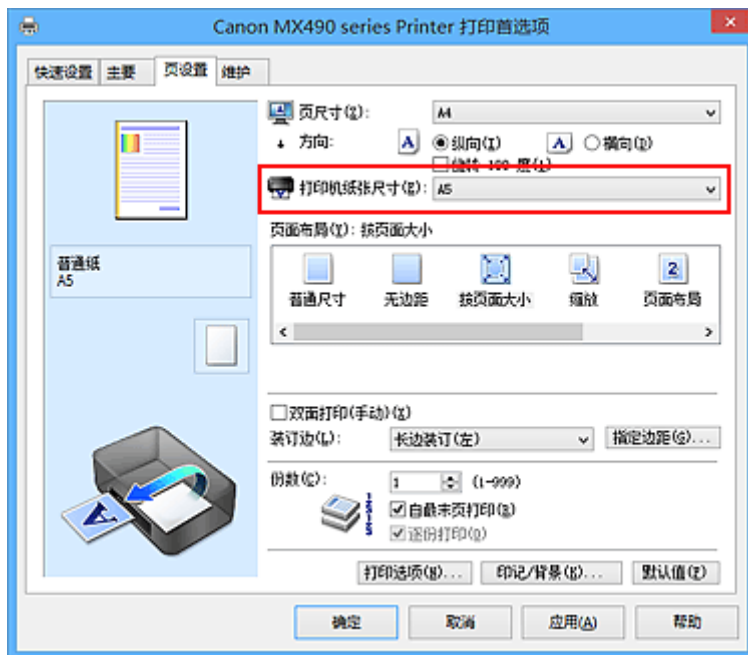 Canon MX490 series Printer 打印首选项
快速设置 主要 页设置 维护
页尺寸(Z): A4
方向: A 纵向(I) A 横向(D)
打印机纸张尺寸(E): A5
页面布局(Y): 按页面大小
普通纸
A5
2
普通尺寸 无边距 按页面大小 缩放 页面布局
双面打印(手动)(X)
装订边(L): 长边装订(左) 指定边距(G)...
份数(C): 1 (1-999)
自最末页打印(R)
逐份打印(O)
打印选项(N)... 印记/背景(K)... 默认值(F)
确定 取消 应用(A) 帮助